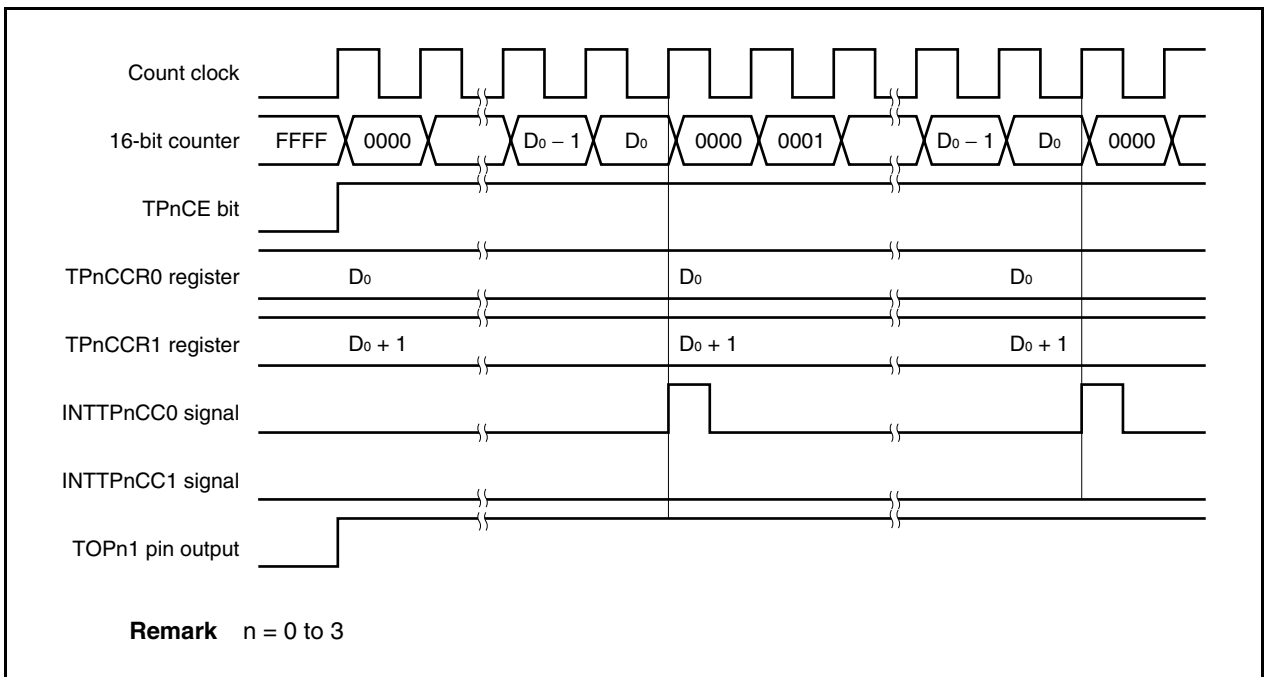 Count clock
16-bit counter FFFF 0000 D₀ − 1 D₀ 0000 0001 D₀ − 1 D₀ 0000
TPnCE bit
TPnCCR0 register D₀ D₀ D₀
TPnCCR1 register D₀ + 1 D₀ + 1 D₀ + 1
INTTPnCC0 signal
INTTPnCC1 signal
TOPn1 pin output
Remark n = 0 to 3